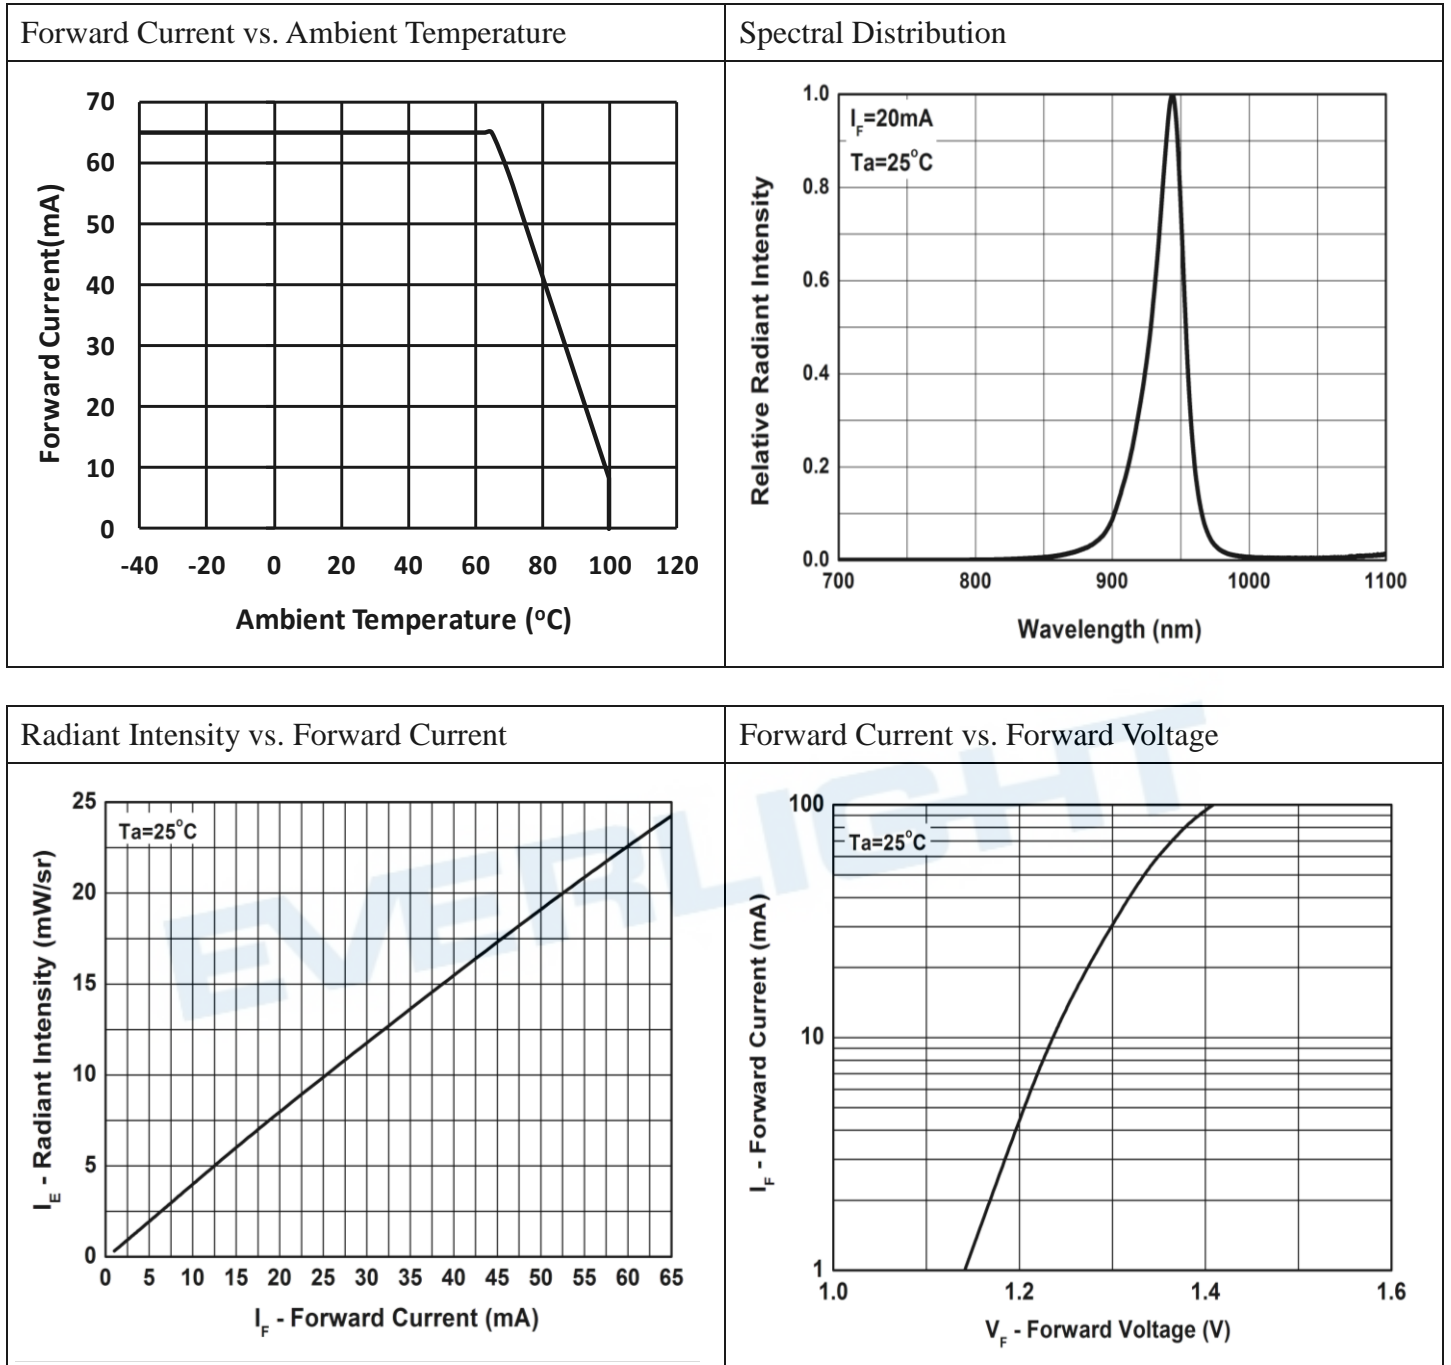 Forward Current vs. Ambient Temperature
Spectral Distribution
70
60
50
40
30
20
10
0
Forward Current(mA)
-40 -20 0 20 40 60 80 100 120
Ambient Temperature (°C)
1.0
0.8
0.6
0.4
0.2
0.0
Relative Radiant Intensity
IF=20mA
Ta=25°C
700 800 900 1000 1100
Wavelength (nm)
Radiant Intensity vs. Forward Current
Forward Current vs. Forward Voltage
25
20
15
10
5
0
IE - Radiant Intensity (mW/sr)
Ta=25°C
0 5 10 15 20 25 30 35 40 45 50 55 60 65
IF - Forward Current (mA)
100
10
1
IF - Forward Current (mA)
Ta=25°C
1.0 1.2 1.4 1.6
VF - Forward Voltage (V)
EVERLIGHT